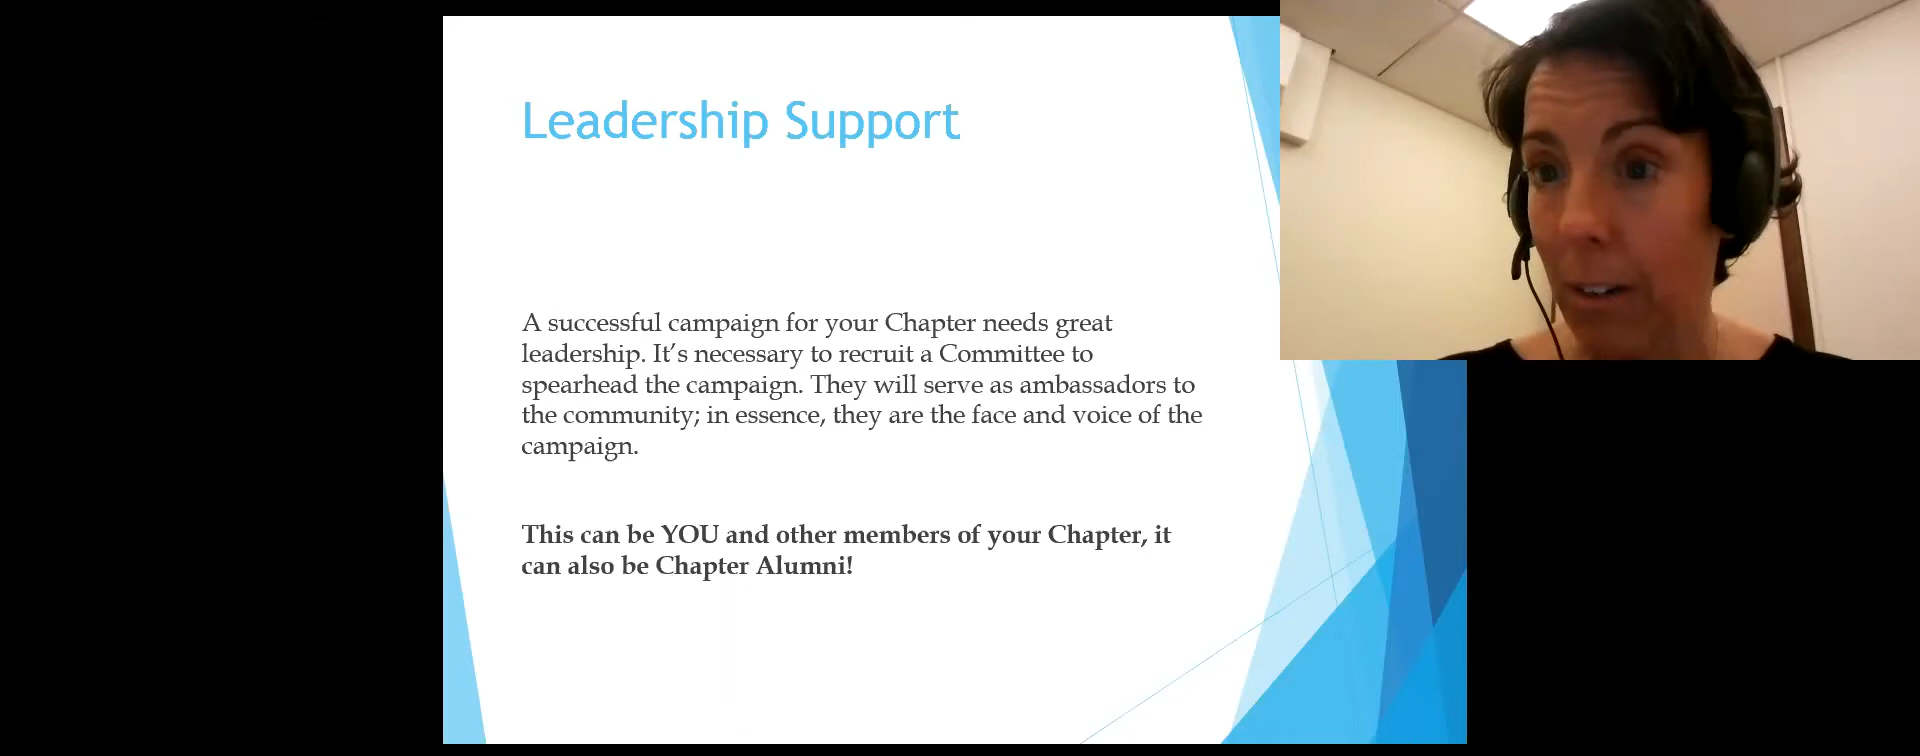 Leadership Support
A successful campaign for your Chapter needs great
leadership. It’s necessary to recruit a Committee to
spearhead the campaign. They will serve as ambassadors to
the community; in essence, they are the face and voice of the
campaign.
This can be YOU and other members of your Chapter, it
can also be Chapter Alumni!